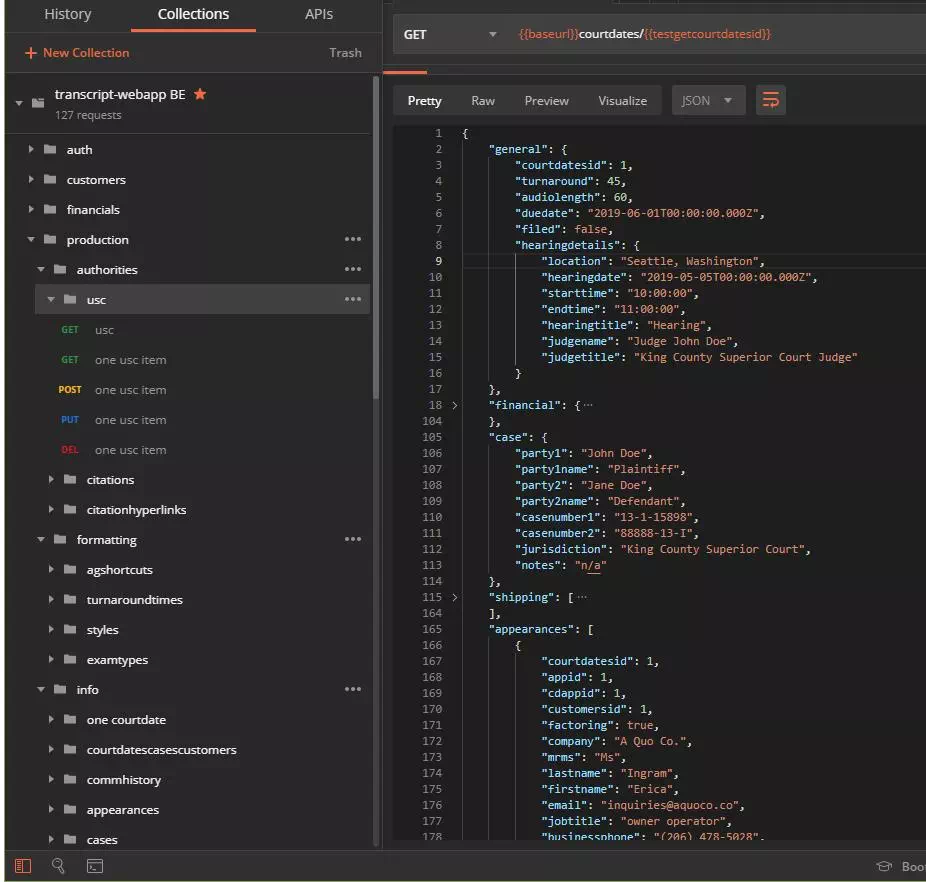 History Collections APIs
+ New Collection Trash
transcript-webapp BE
127 requests
auth
customers
financials
production
authorities
usc
GET usc
GET one usc item
POST one usc item
PUT one usc item
DEL one usc item
citations
citationhyperlinks
formatting
agshortcuts
turnaroundtimes
styles
examtypes
info
one courtdate
courtdatescasescustomers
commhistory
appearances
cases
GET {{baseurl}}courtdates/{{testgetcourtdatesid}}
Pretty Raw Preview Visualize JSON
1 {
2 "general": {
3 "courtdatesid": 1,
4 "turnaround": 45,
5 "audiolength": 60,
6 "duedate": "2019-06-01T00:00:00.000Z",
7 "filed": false,
8 "hearingdetails": {
9 "location": "Seattle, Washington",
10 "hearingdate": "2019-05-05T00:00:00.000Z",
11 "starttime": "10:00:00",
12 "endtime": "11:00:00",
13 "hearingtitle": "Hearing",
14 "judgename": "Judge John Doe",
15 "judgetitle": "King County Superior Court Judge"
16 }
17 },
18 "financial": {⋯
104 },
105 "case": {
106 "party1": "John Doe",
107 "party1name": "Plaintiff",
108 "party2": "Jane Doe",
109 "party2name": "Defendant",
110 "casenumber1": "13-1-15898",
111 "casenumber2": "88888-13-I",
112 "jurisdiction": "King County Superior Court",
113 "notes": "n/a"
114 },
115 "shipping": [⋯
164 ],
165 "appearances": [
166 {
167 "courtdatesid": 1,
168 "appid": 1,
169 "cdappid": 1,
170 "customersid": 1,
171 "factoring": true,
172 "company": "A Quo Co.",
173 "mrms": "Ms",
174 "lastname": "Ingram",
175 "firstname": "Erica",
176 "email": "inquiries@aquoco.co",
177 "jobtitle": "owner operator",
178 "businessphone": "(206) 478-5028",
Boo